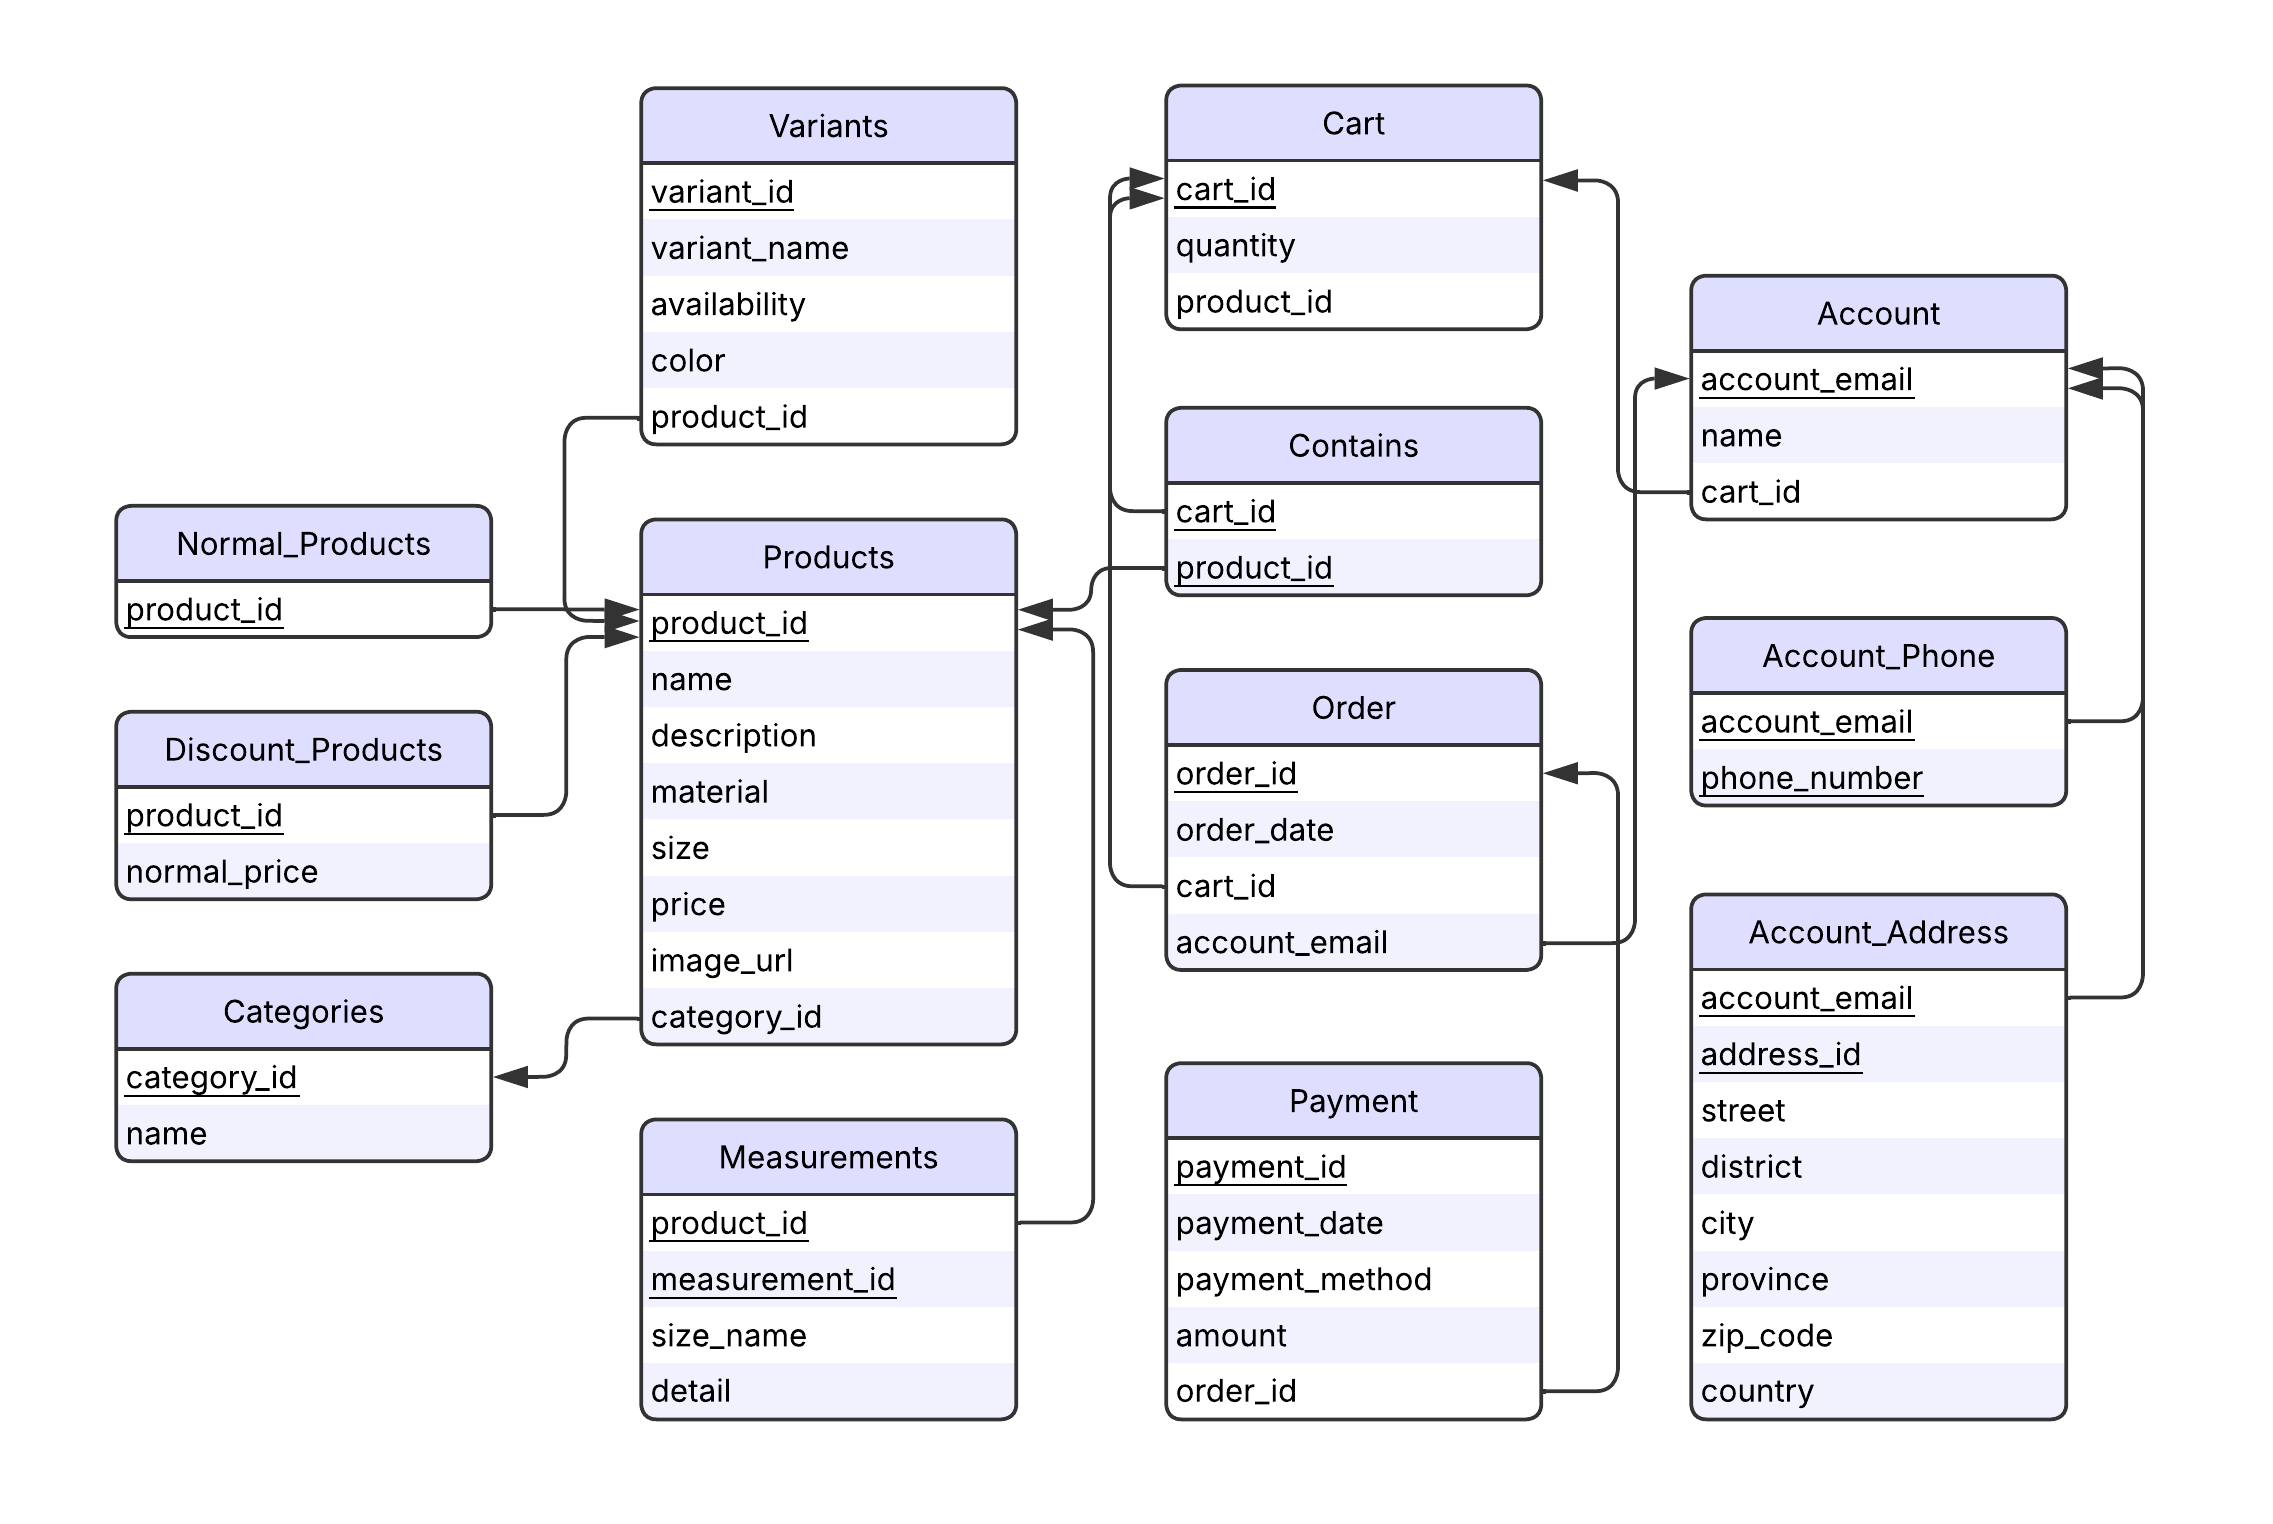 Variants
variant_id
variant_name
availability
color
product_id
Cart
cart_id
quantity
product_id
Account
account_email
name
cart_id
Contains
cart_id
product_id
Normal_Products
product_id
Products
product_id
name
description
material
size
price
image_url
category_id
Discount_Products
product_id
normal_price
Order
order_id
order_date
cart_id
account_email
Account_Phone
account_email
phone_number
Categories
category_id
name
Measurements
product_id
measurement_id
size_name
detail
Payment
payment_id
payment_date
payment_method
amount
order_id
Account_Address
account_email
address_id
street
district
city
province
zip_code
country